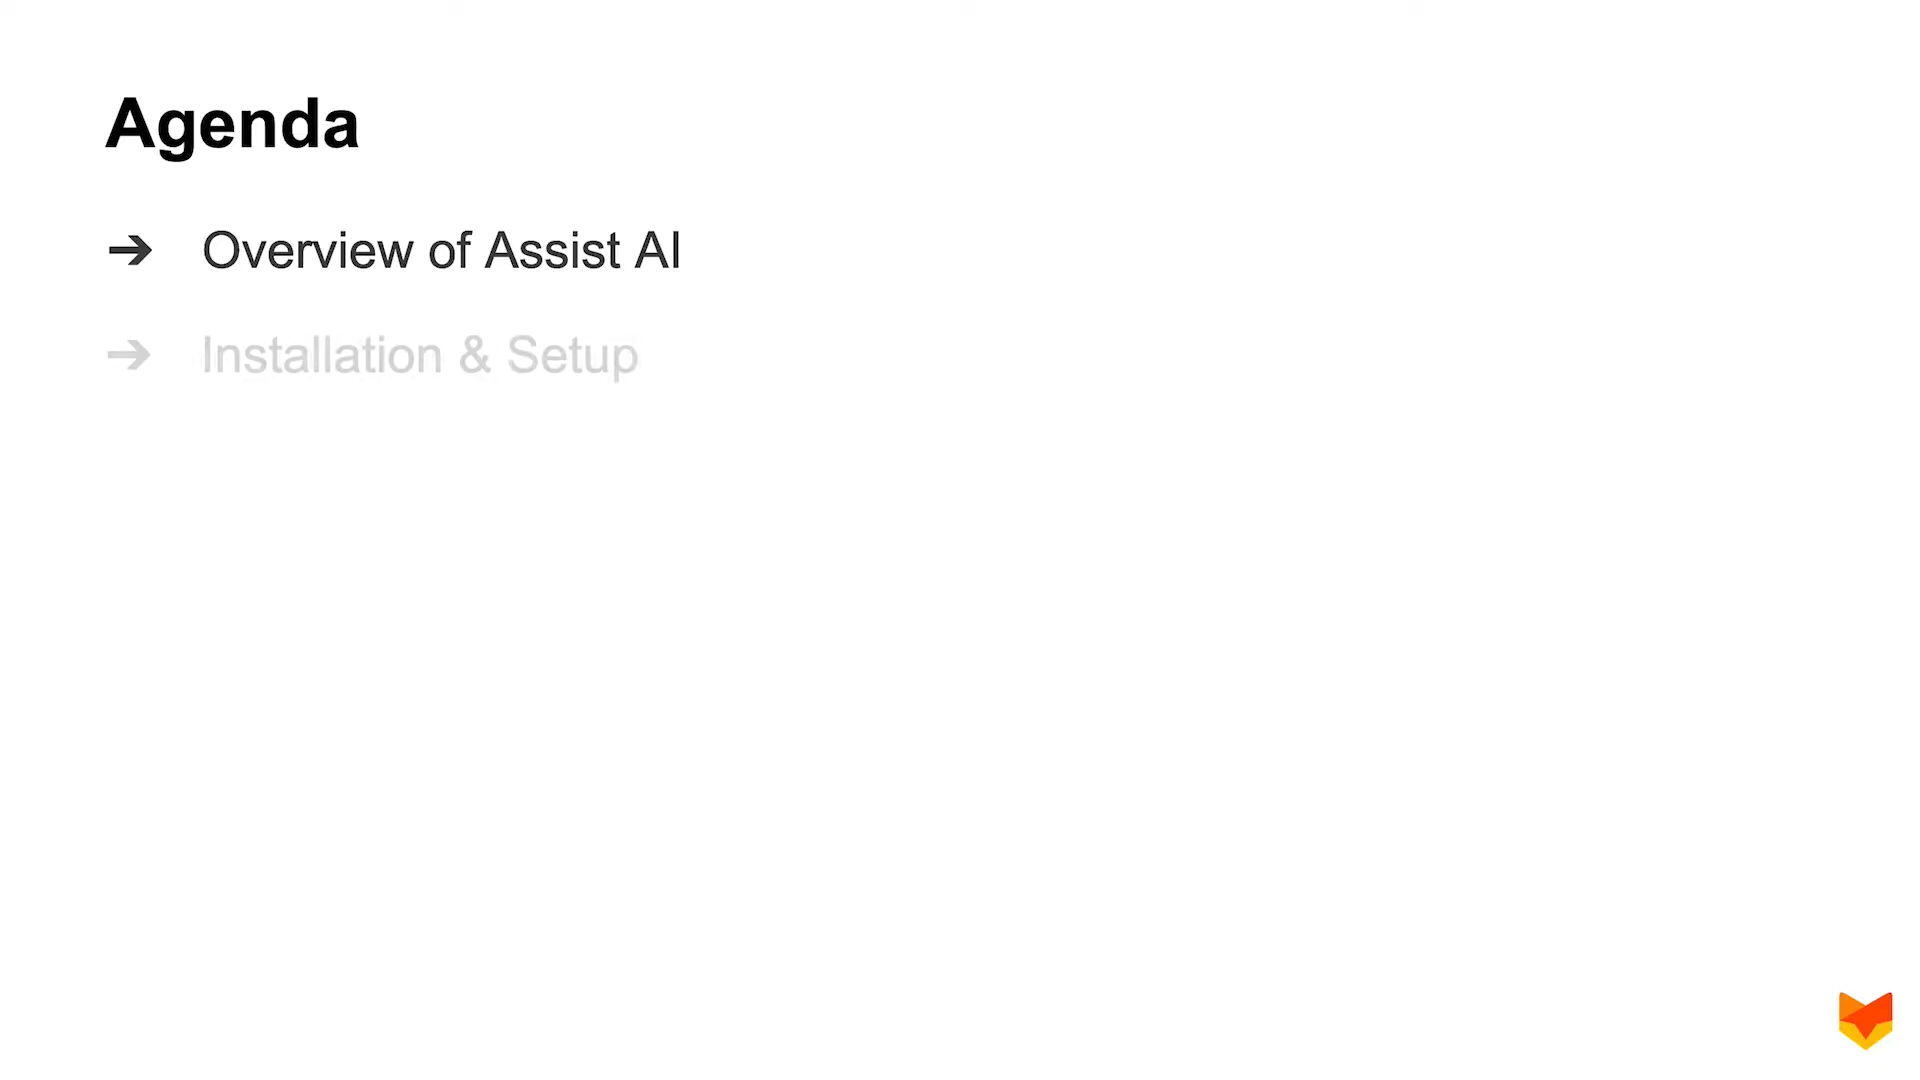 Agenda
➔ Overview of Assist AI
➔ Installation & Setup